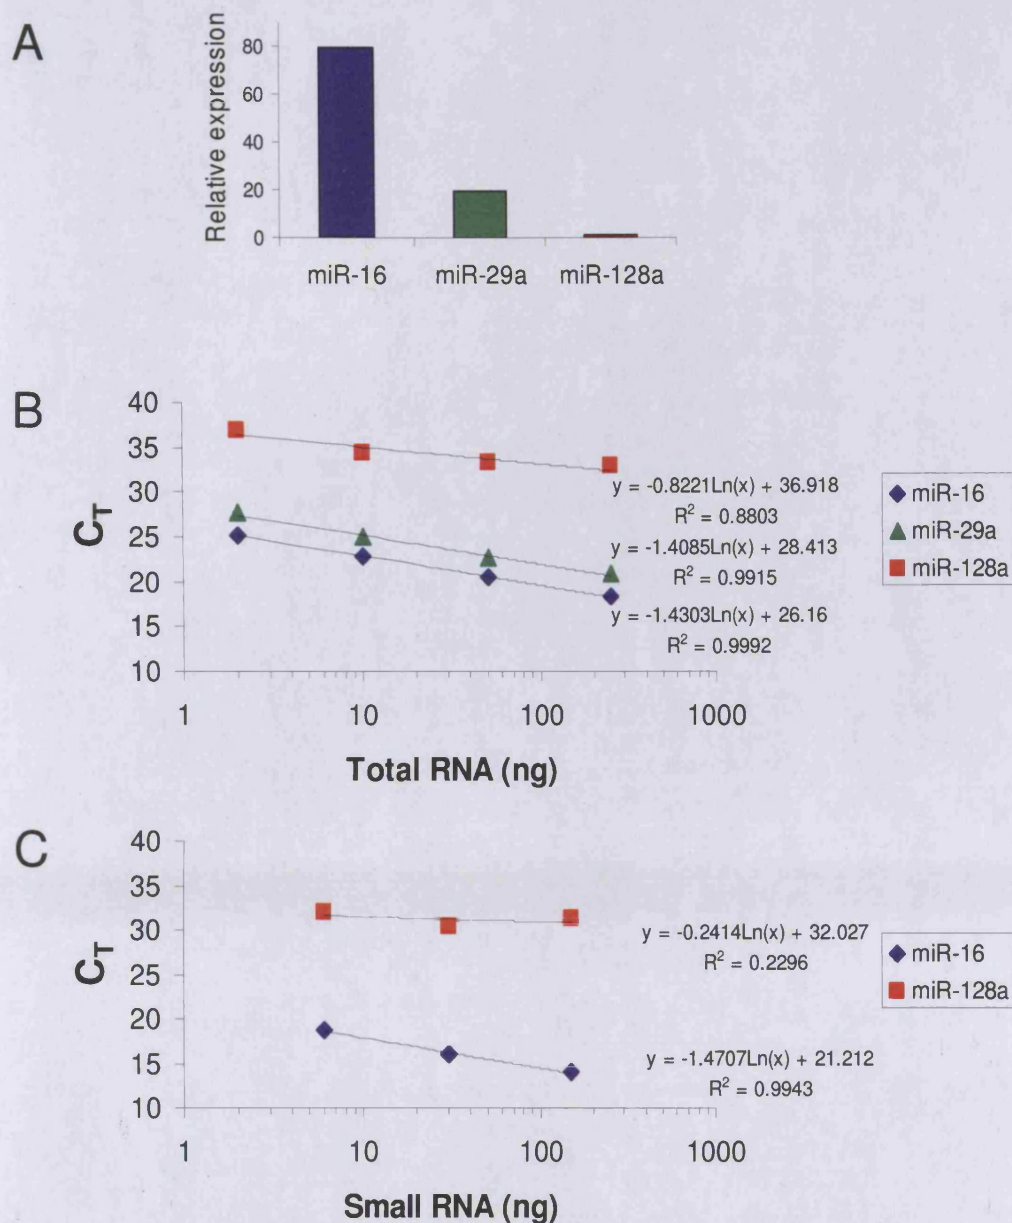 A
Relative expression
80
60
40
20
0
miR-16 miR-29a miR-128a
B
C_T
40
35
30
25
20
15
10
1 10 100 1000
Total RNA (ng)
y = -0.8221Ln(x) + 36.918
R² = 0.8803
y = -1.4085Ln(x) + 28.413
R² = 0.9915
y = -1.4303Ln(x) + 26.16
R² = 0.9992
miR-16
miR-29a
miR-128a
C
C_T
40
35
30
25
20
15
10
1 10 100 1000
Small RNA (ng)
y = -0.2414Ln(x) + 32.027
R² = 0.2296
y = -1.4707Ln(x) + 21.212
R² = 0.9943
miR-16
miR-128a